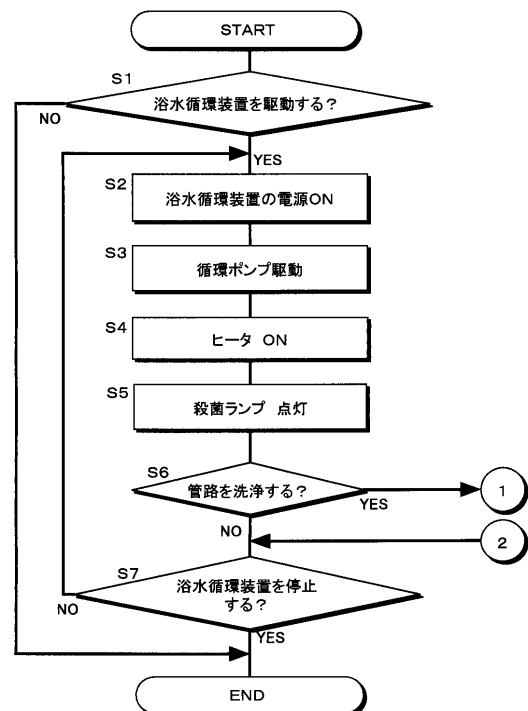 START
S1
浴水循環装置を駆動する?
NO
YES
S2
浴水循環装置の電源ON
S3
循環ポンプ駆動
S4
ヒータ ON
S5
殺菌ランプ 点灯
S6
管路を洗浄する?
YES
1
NO
2
S7
浴水循環装置を停止
する?
NO
YES
END